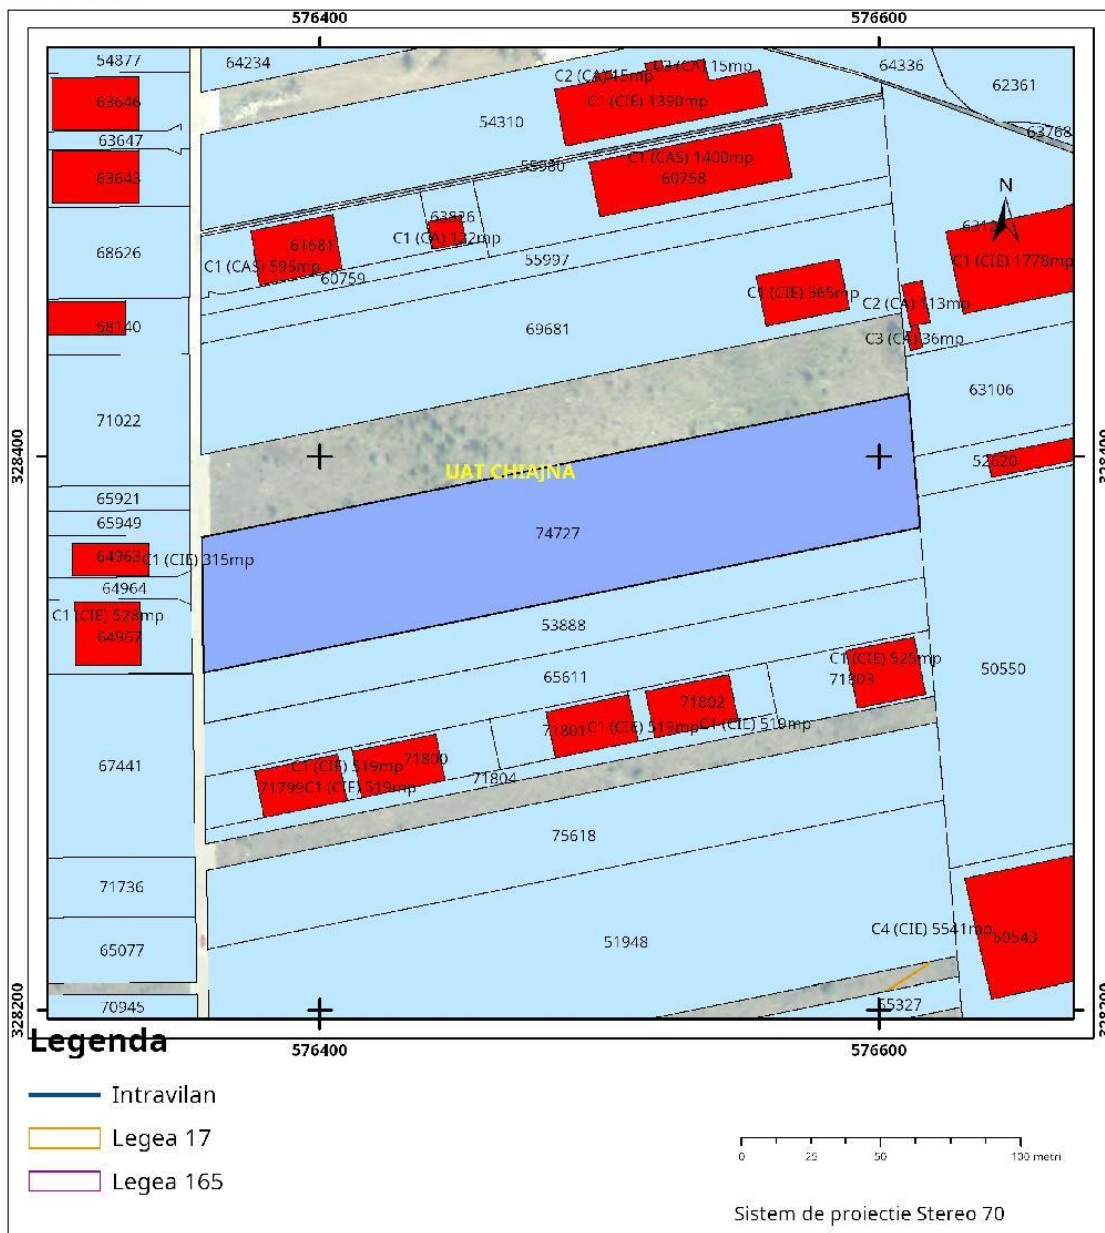 576400 576600
54877
64234
C3 (CA) 15mp
64336
C2 (CA) 15mp
62361
63646
C1 (CIE) 1390mp
54310
63768
63647
C1 (CAS) 1400mp
55980
63643
60758
N
63826
C1 (CA) 122mp
61681
68626
55997
C1 (CIE) 1778mp
C1 (CAS) 595mp
60759
C1 (CIE) 565mp
C2 (CA) 113mp
58140
69681
C3 (CA) 36mp
63106
71022
328400 328400
52620
UAT CHIAJNA
65921
65949
74727
64963 C1 (CIE) 315mp
64964
C1 (CIE) 528mp
64967
53888
C1 (CIE) 525mp
50550
65611
71803
71802
71801 C1 (CIE) 519mp C1 (CIE) 519mp
67441
C1 (CIE) 519mp 71800
71804
71799 C1 (CIE) 519mp
75618
71736
C4 (CIE) 5541mp
51948
50543
65077
70945
55327
328200 328200
576400 576600
Legenda
Intravilan
Legea 17
Legea 165
0 25 50 100 metri
Sistem de proiectie Stereo 70